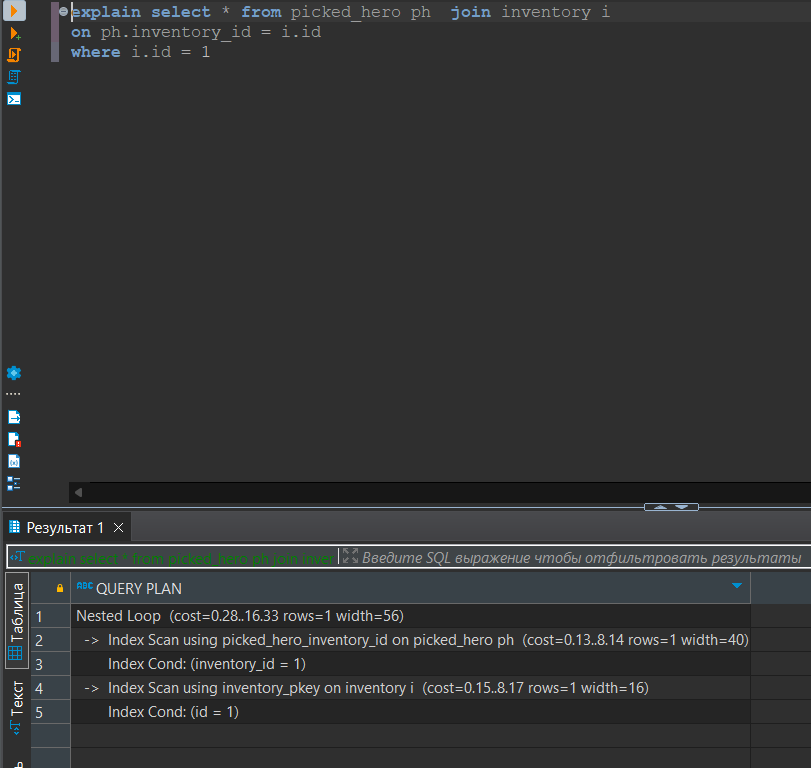 explain select * from picked_hero ph  join inventory i
on ph.inventory_id = i.id
where i.id = 1
Результат 1
explain select * from picked_hero ph join inver
Введите SQL выражение чтобы отфильтровать результаты
Таблица
Текст
ABC QUERY PLAN
1 Nested Loop  (cost=0.28..16.33 rows=1 width=56)
2 ->  Index Scan using picked_hero_inventory_id on picked_hero ph  (cost=0.13..8.14 rows=1 width=40)
3 Index Cond: (inventory_id = 1)
4 ->  Index Scan using inventory_pkey on inventory i  (cost=0.15..8.17 rows=1 width=16)
5 Index Cond: (id = 1)